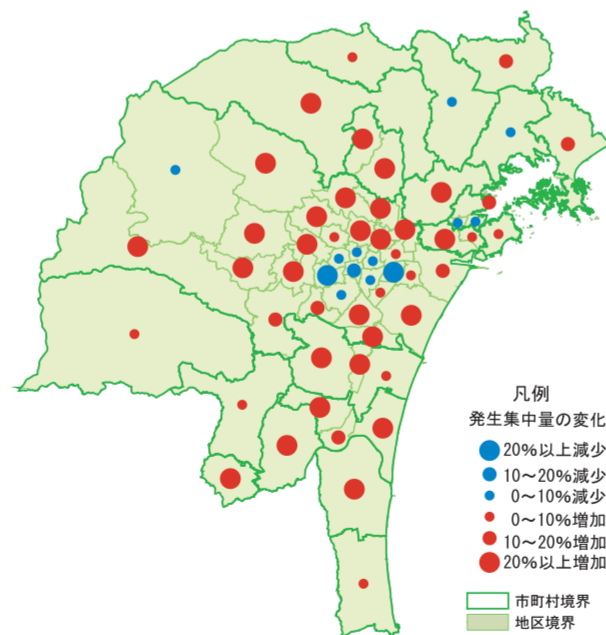 凡例
発生集中量の変化
20%以上減少
10～20%減少
0～10%減少
0～10%増加
10～20%増加
20%以上増加
市町村境界
地区境界